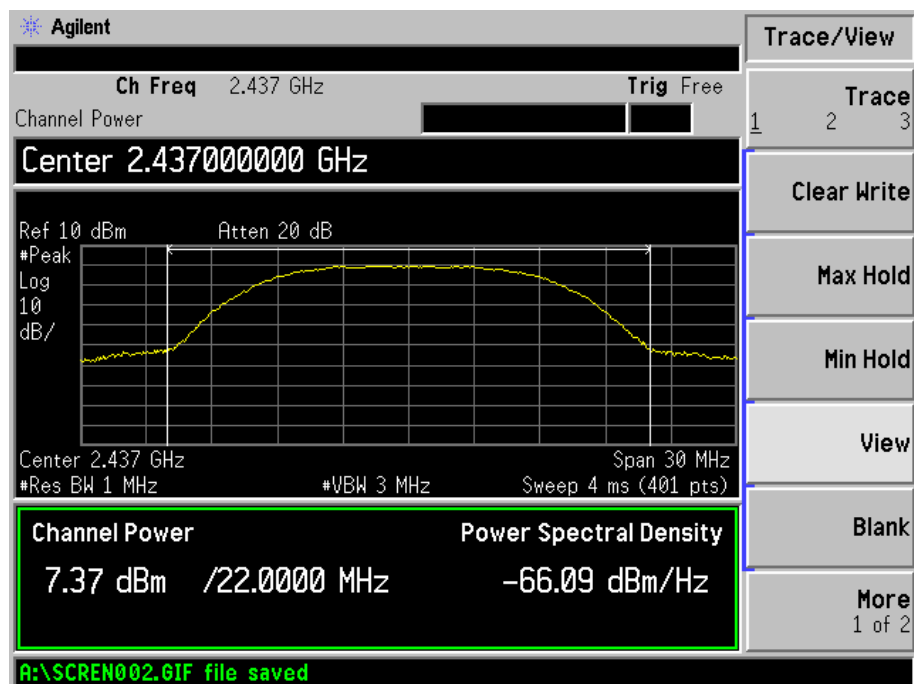 Agilent
Trace/View
Ch Freq 2.437 GHz Trig Free
Channel Power
Trace
1 2 3
Center 2.437000000 GHz
Clear Write
Ref 10 dBm Atten 20 dB
#Peak
Log
10
dB/
Max Hold
Min Hold
View
Center 2.437 GHz Span 30 MHz
#Res BW 1 MHz #VBW 3 MHz Sweep 4 ms (401 pts)
Channel Power Power Spectral Density
7.37 dBm /22.0000 MHz -66.09 dBm/Hz
Blank
More
1 of 2
A:\SCREN002.GIF file saved